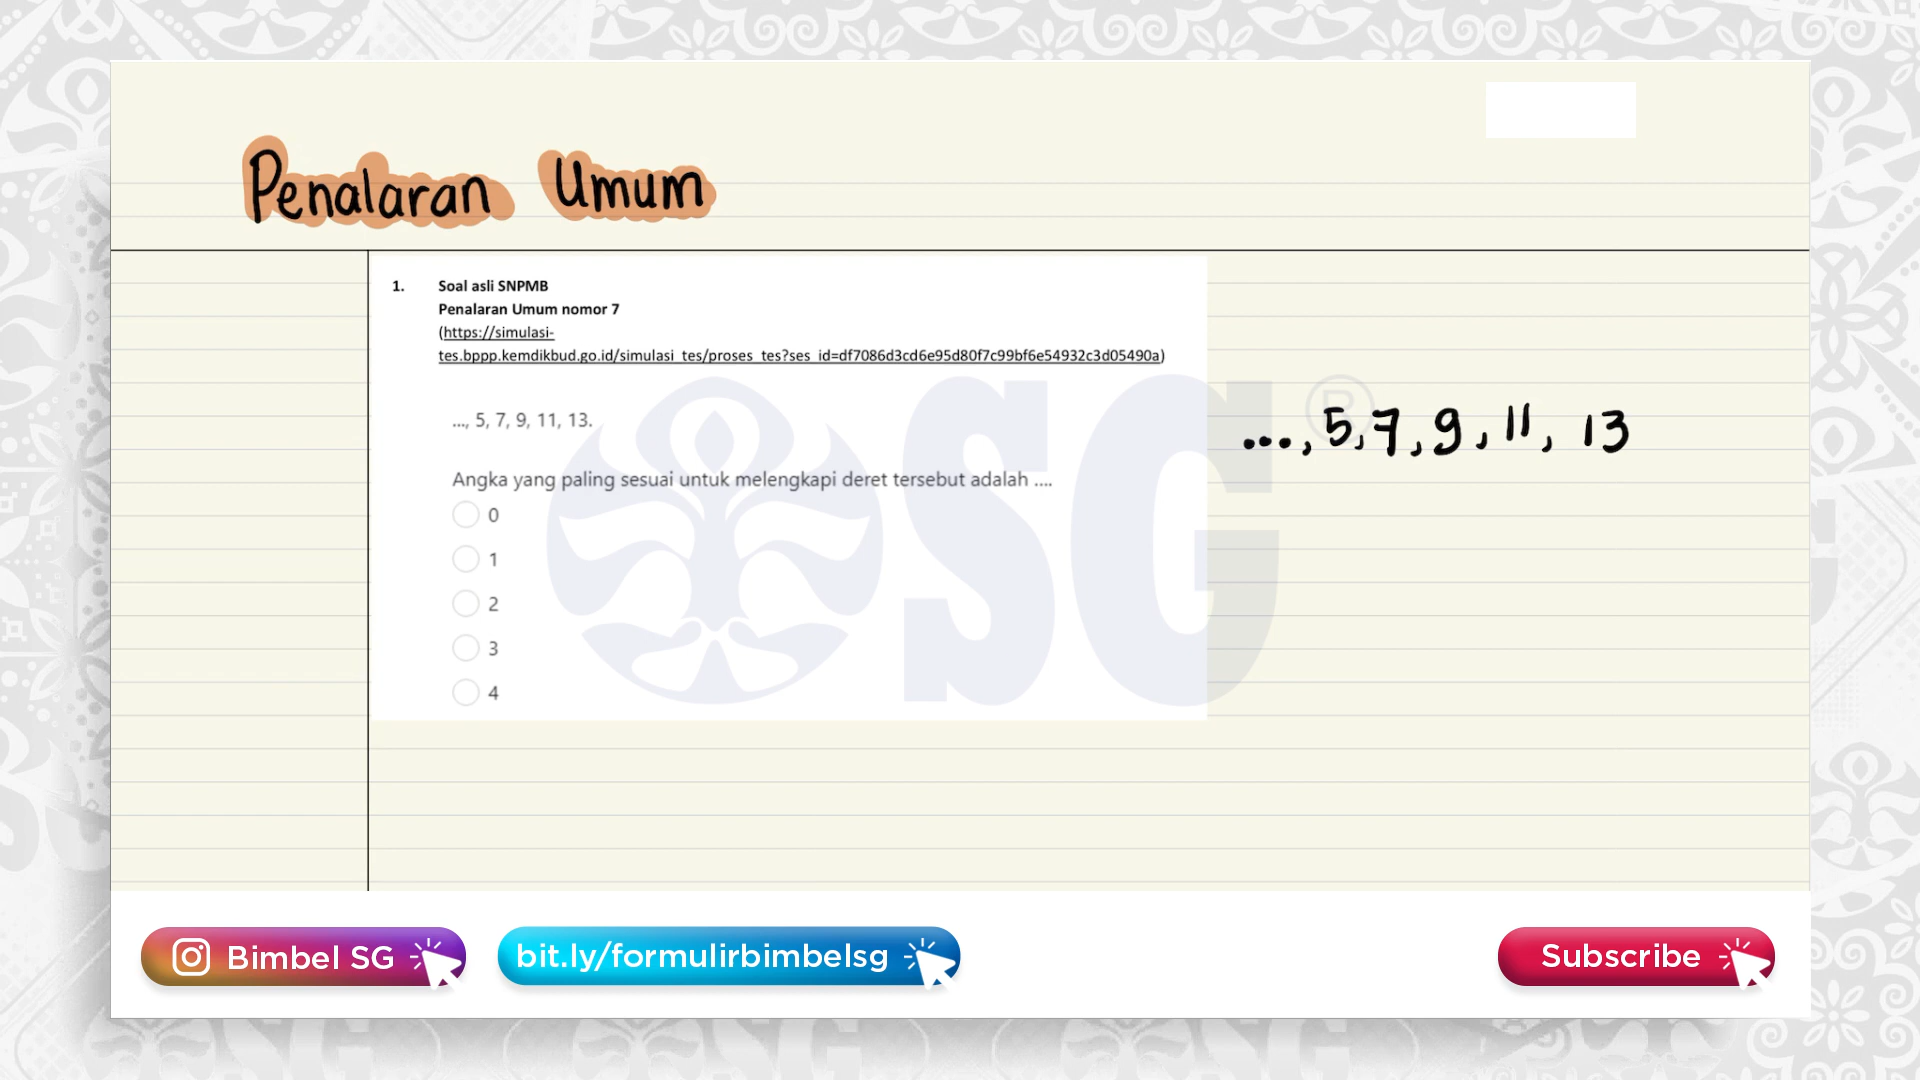 Penalaran Umum
1. Soal asli SNPMB
Penalaran Umum nomor 7
(https://simulasi-
tes.bppp.kemdikbud.go.id/simulasi_tes/proses_tes?ses_id=df7086d3cd6e95d80f7c99bf6e54932c3d05490a)
..., 5, 7, 9, 11, 13.
...,5,7,9,11,13
Angka yang paling sesuai untuk melengkapi deret tersebut adalah ....
0
1
2
3
4
SG ®
Bimbel SG
bit.ly/formulirbimbelsg
Subscribe